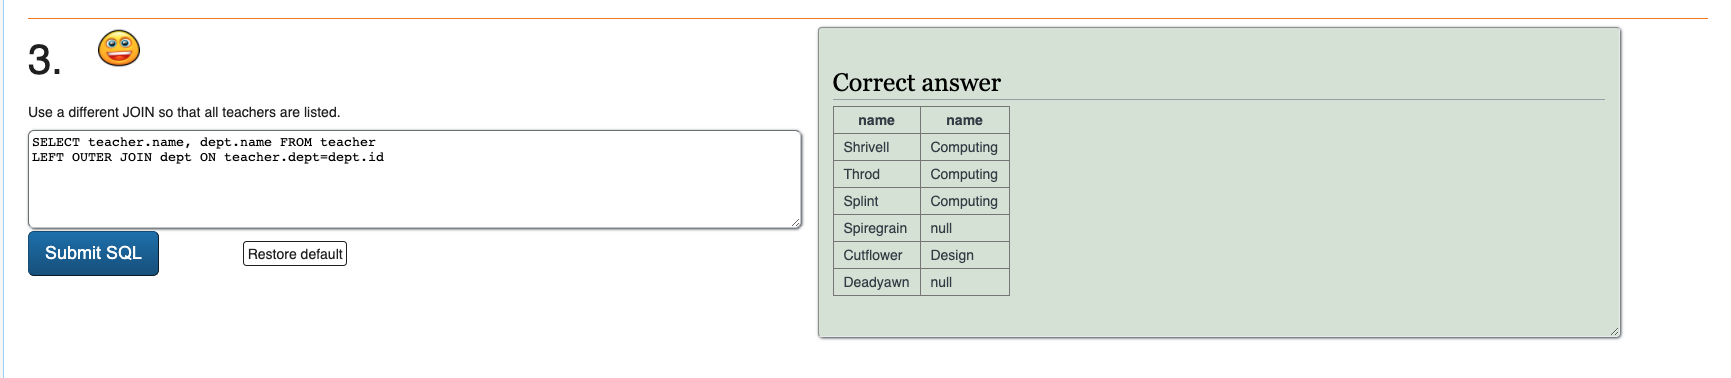 3.
Use a different JOIN so that all teachers are listed.
SELECT teacher.name, dept.name FROM teacher
LEFT OUTER JOIN dept ON teacher.dept=dept.id
Submit SQL
Restore default
Correct answer
name name
Shrivell Computing
Throd Computing
Splint Computing
Spiregrain null
Cutflower Design
Deadyawn null